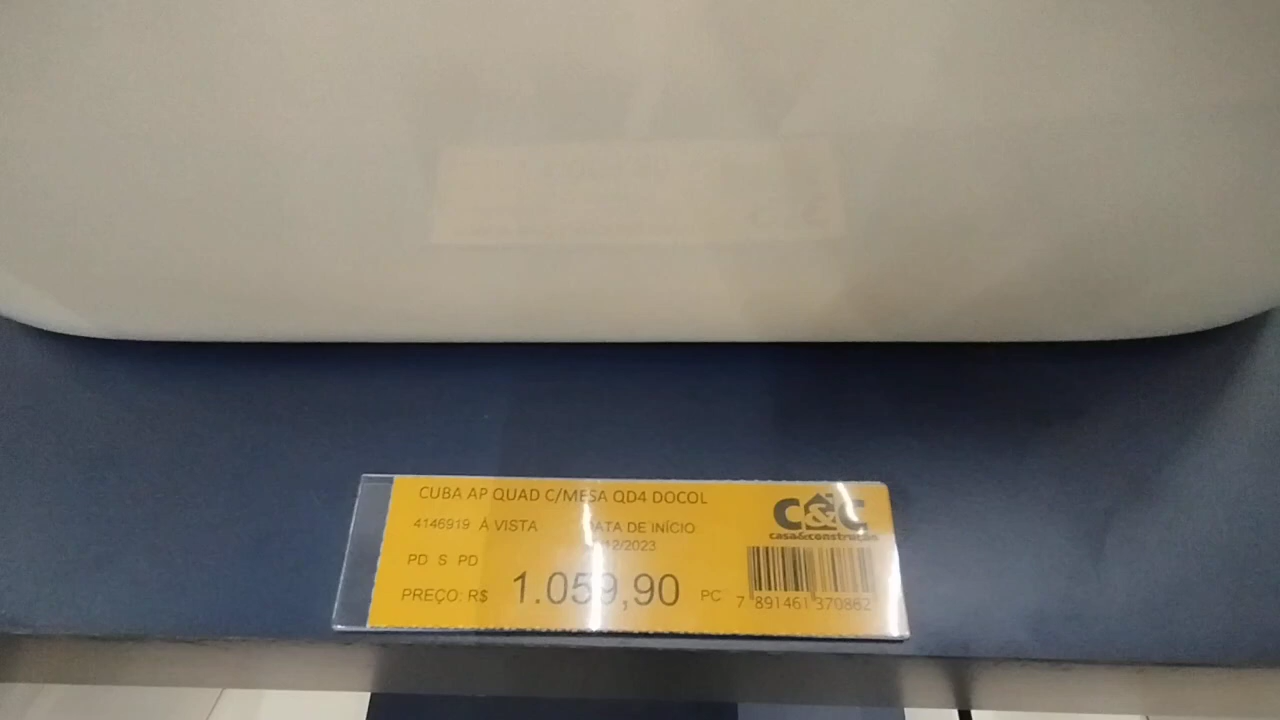 CUBA AP QUAD C/MESA QD4 DOCOL
4146919 À VISTA DATA DE INÍCIO
12/2023
PD S PD
PREÇO: R$ 1.059,90 PC
C&C
casa&construção
7 891461 370862